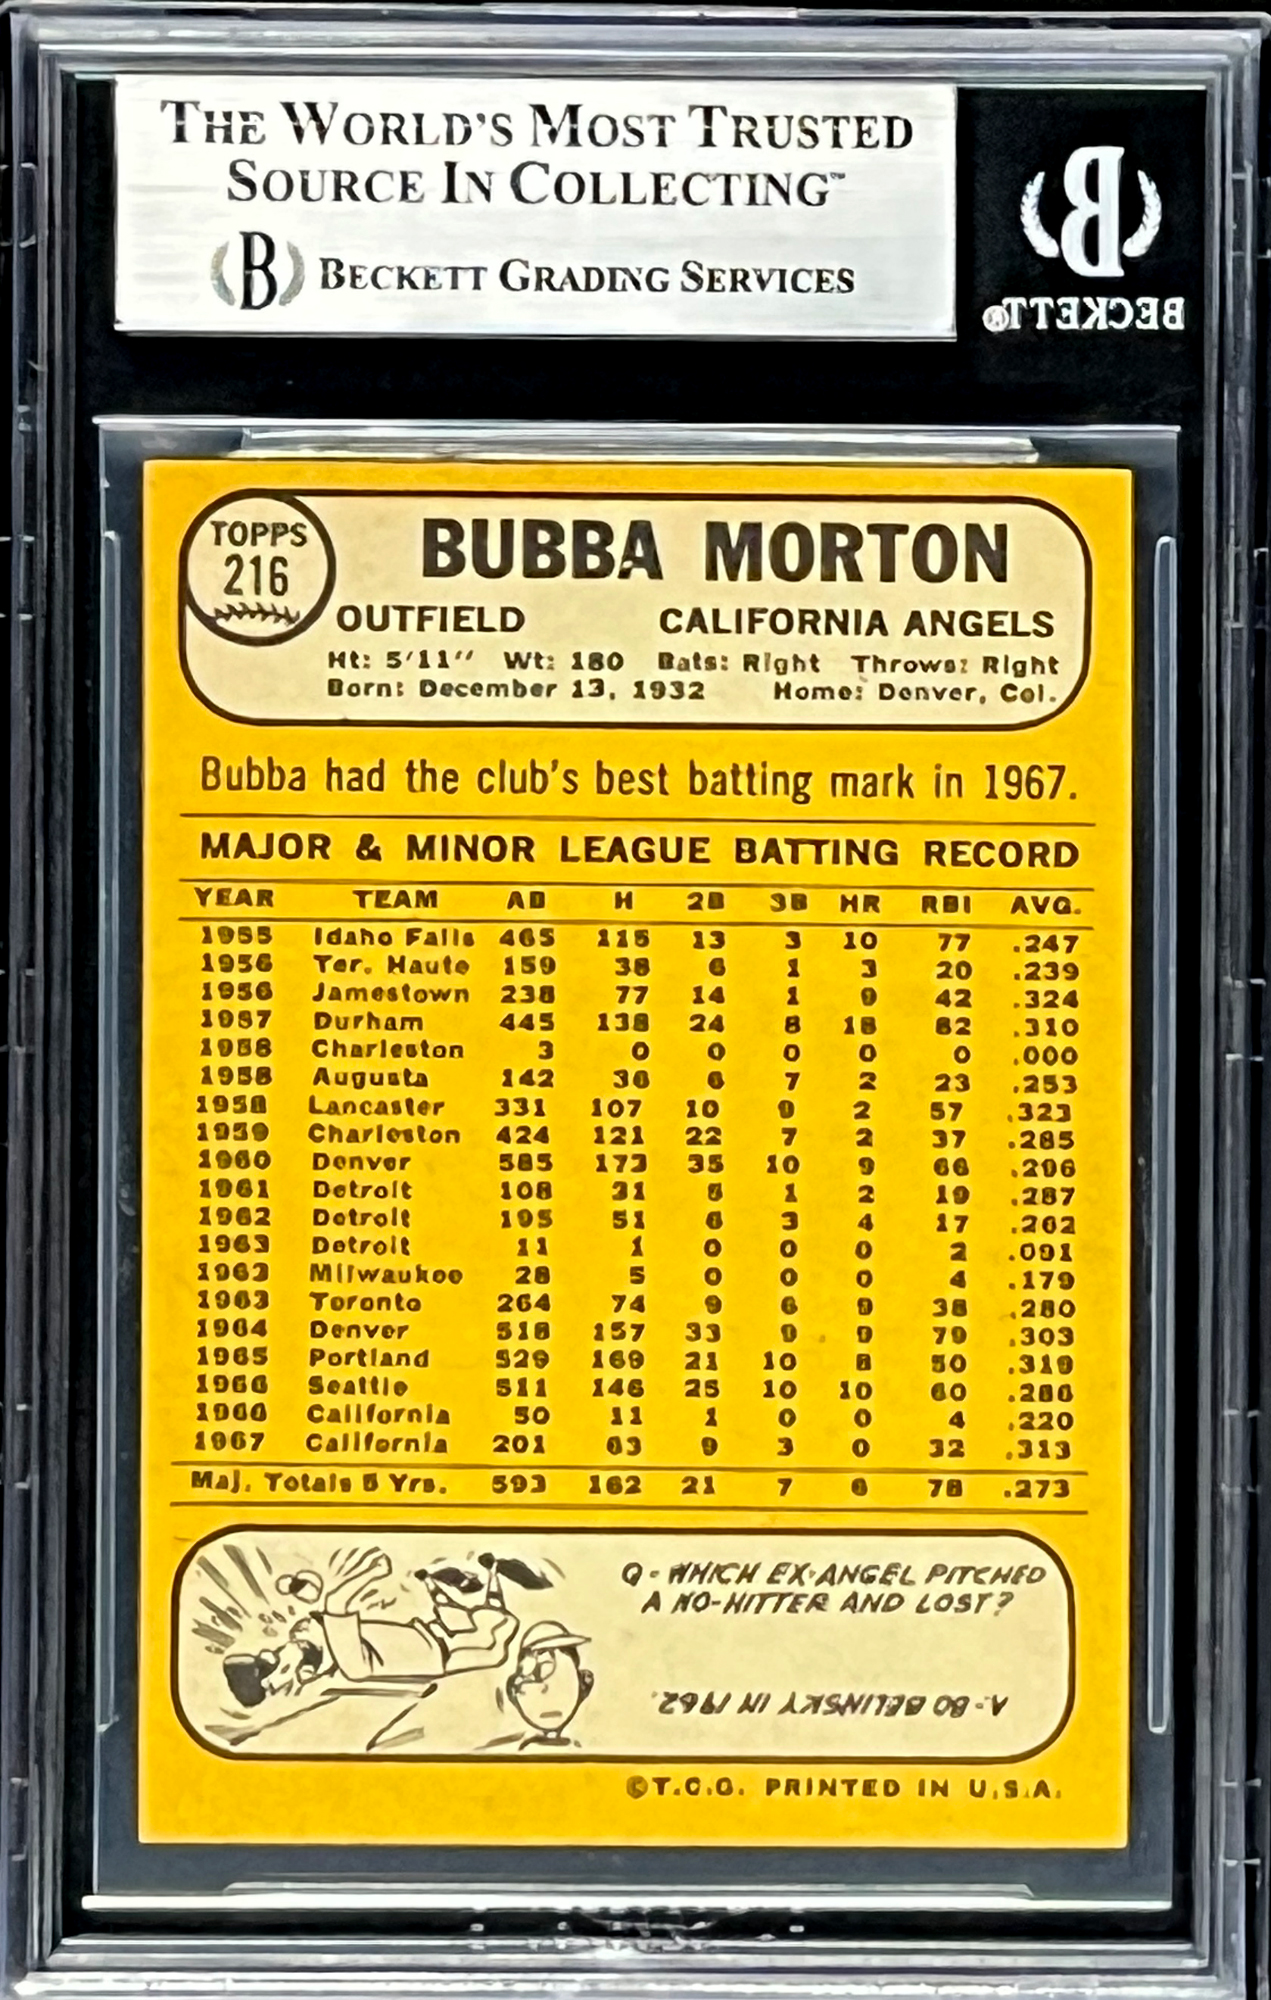 THE WORLD'S MOST TRUSTED
SOURCE IN COLLECTING™
B BECKETT GRADING SERVICES
B
BECKETT®
TOPPS
216
BUBBA MORTON
OUTFIELD CALIFORNIA ANGELS
Ht: 5'11" Wt: 180 Bats: Right Throws: Right
Born: December 13, 1932 Home: Denver, Col.
Bubba had the club's best batting mark in 1967.
MAJOR & MINOR LEAGUE BATTING RECORD
YEAR TEAM AB H 2B 3B HR RBI AVG.
1955 Idaho Falls 465 115 13 3 10 77 .247
1956 Ter. Haute 159 38 6 1 3 20 .239
1956 Jamestown 238 77 14 1 9 42 .324
1957 Durham 445 138 24 8 18 82 .310
1958 Charleston 3 0 0 0 0 0 .000
1958 Augusta 142 36 6 7 2 23 .253
1958 Lancaster 331 107 10 9 2 57 .323
1959 Charleston 424 121 22 7 2 37 .285
1960 Denver 585 173 35 10 9 66 .296
1961 Detroit 108 31 5 1 2 19 .287
1962 Detroit 195 51 6 3 4 17 .262
1963 Detroit 11 1 0 0 0 2 .091
1963 Milwaukee 28 5 0 0 0 4 .179
1963 Toronto 264 74 9 6 9 38 .280
1964 Denver 518 157 33 9 9 79 .303
1965 Portland 529 169 21 10 8 50 .319
1966 Seattle 511 146 25 10 10 60 .286
1966 California 50 11 1 0 0 4 .220
1967 California 201 63 9 3 0 32 .313
Maj. Totals 5 Yrs. 593 162 21 7 6 78 .273
Q-WHICH EX-ANGEL PITCHED
A NO-HITTER AND LOST?
A-BO BELINSKY IN 1962.
©T.C.G. PRINTED IN U.S.A.